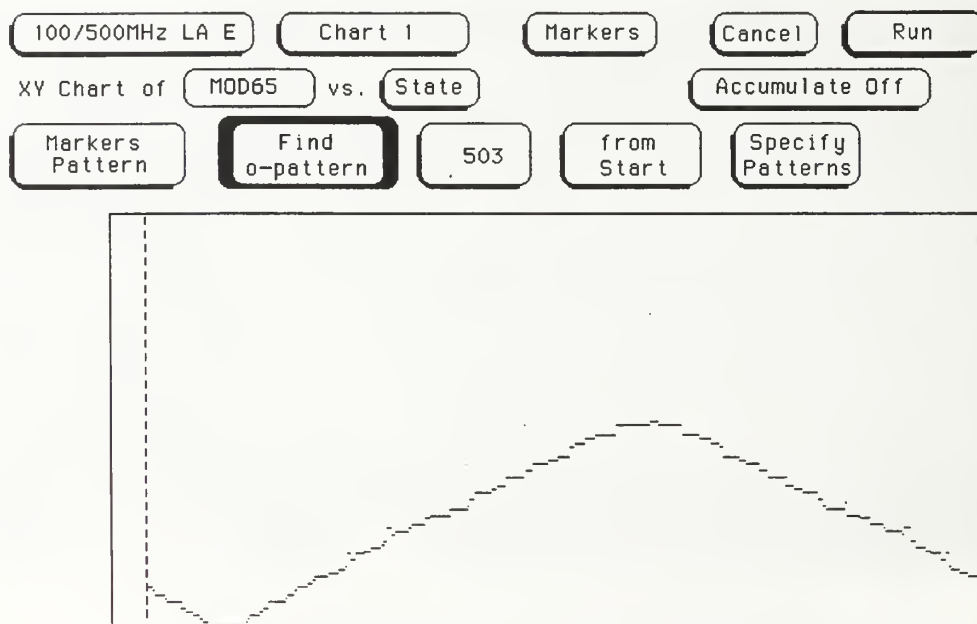 100/500MHz LA E Chart 1 Markers Cancel Run
XY Chart of MOD65 vs. State Accumulate Off
Markers Pattern
Find o-pattern
503
from Start
Specify Patterns